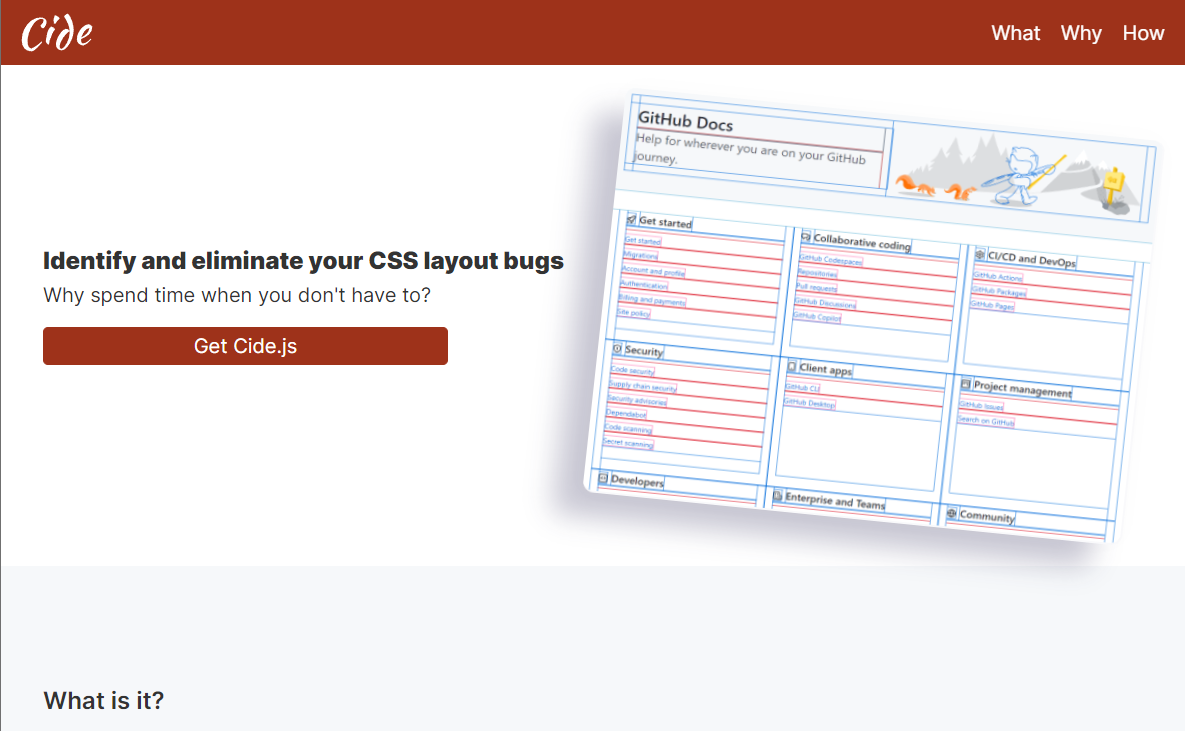 Cide
What Why How
Identify and eliminate your CSS layout bugs
Why spend time when you don't have to?
Get Cide.js
GitHub Docs
Help for wherever you are on your GitHub
journey.
Get started
Get started
Migrations
Account and profile
Authentication
Billing and payments
Site policy
Collaborative coding
GitHub Codespaces
Repositories
Pull requests
GitHub Discussions
GitHub Copilot
CI/CD and DevOps
GitHub Actions
GitHub Packages
GitHub Pages
Security
Code security
Supply chain security
Security advisories
Dependabot
Code scanning
Secret scanning
Client apps
GitHub CLI
GitHub Desktop
Project management
GitHub Issues
Search on GitHub
Developers
Enterprise and Teams
Community
What is it?